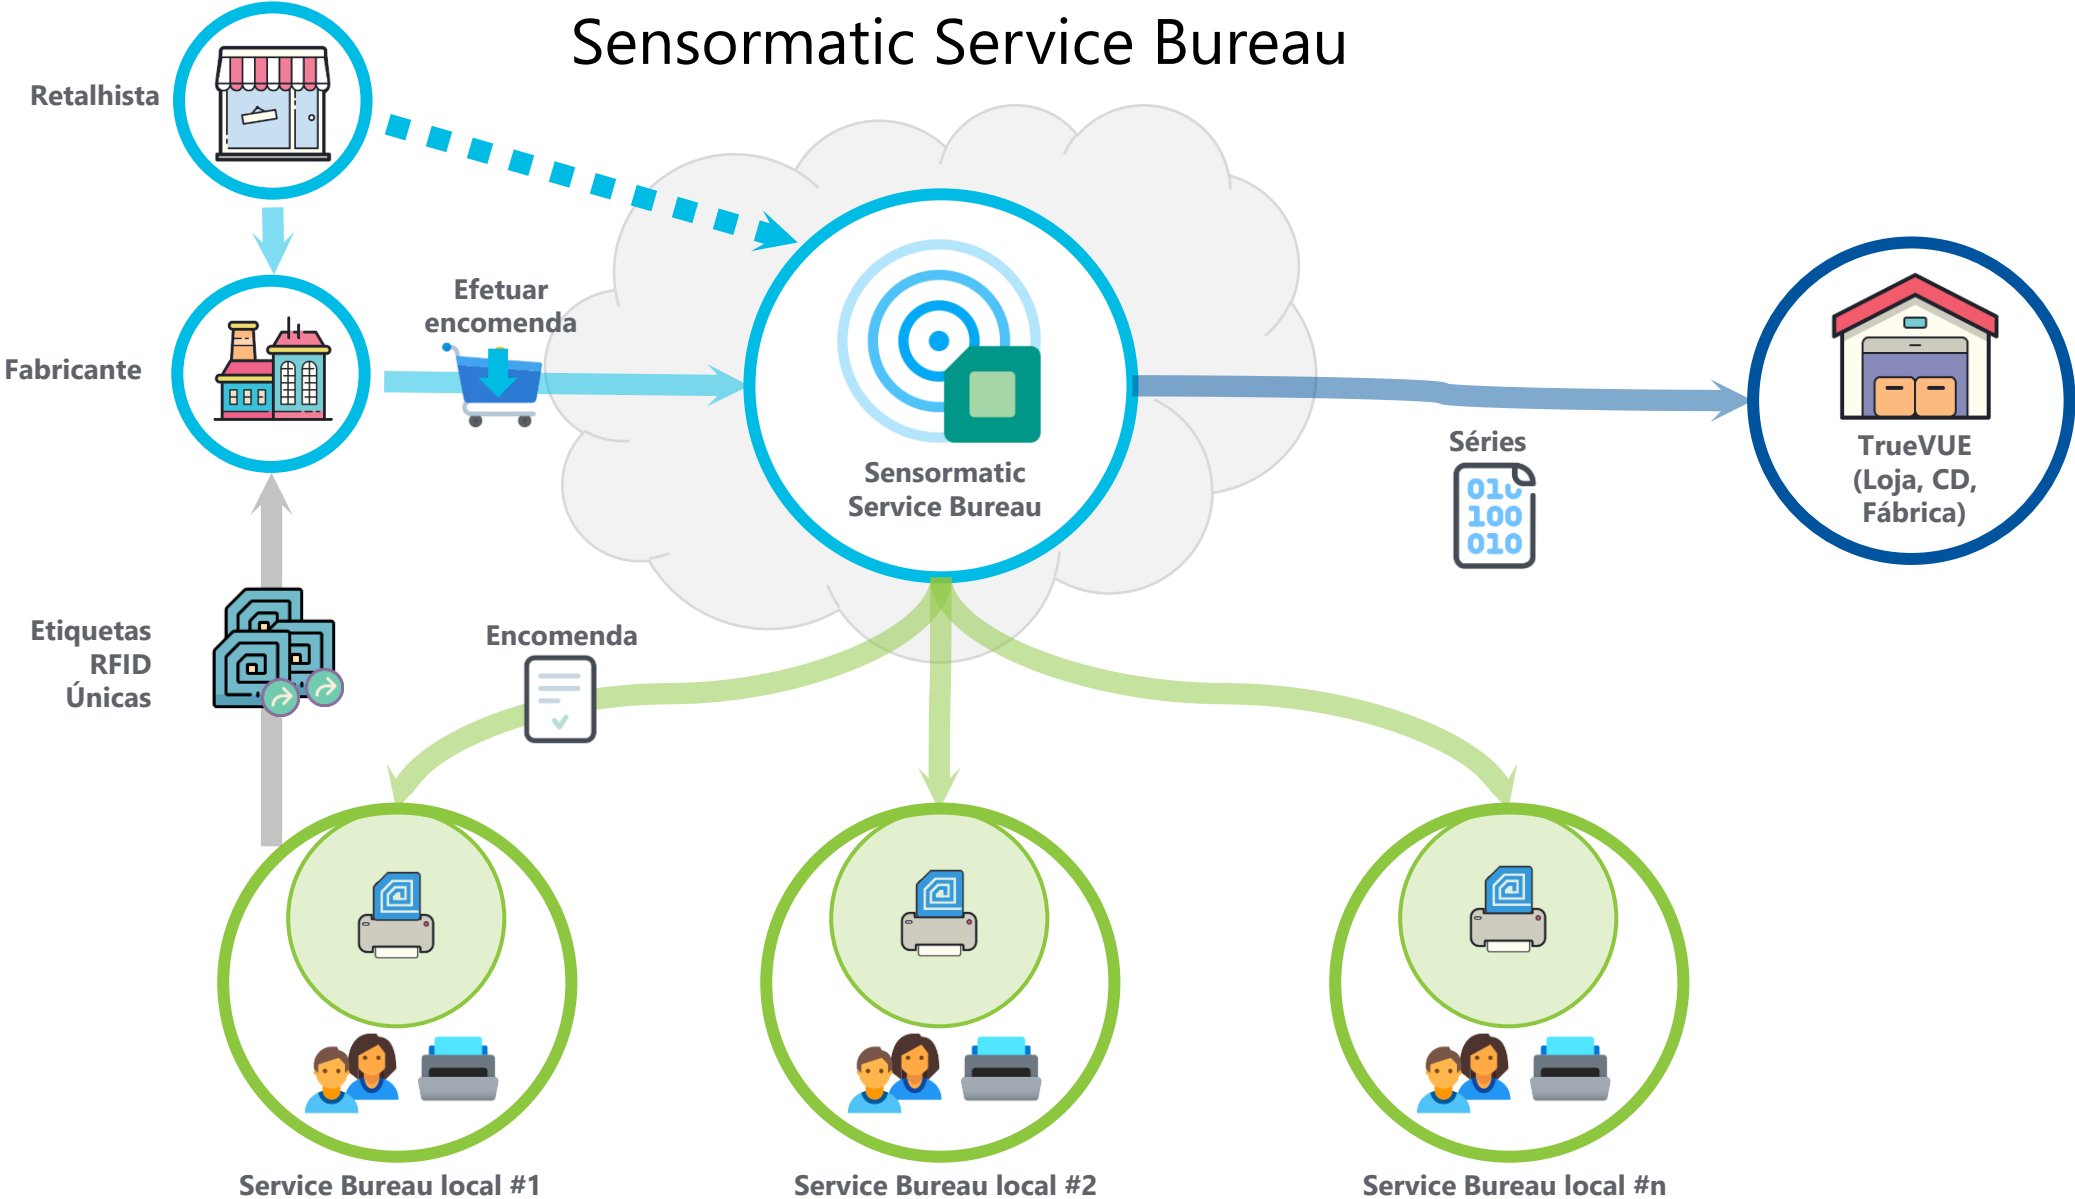 Sensormatic Service Bureau
Retalhista
Fabricante
Efetuar
encomenda
Sensormatic
Service Bureau
Séries
010
100
010
TrueVUE
(Loja, CD,
Fábrica)
Etiquetas
RFID
Únicas
Encomenda
Service Bureau local #1
Service Bureau local #2
Service Bureau local #n